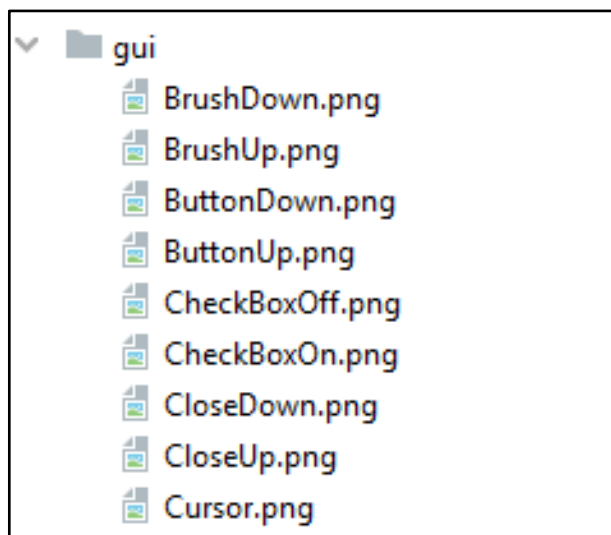 gui
BrushDown.png
BrushUp.png
ButtonDown.png
ButtonUp.png
CheckBoxOff.png
CheckBoxOn.png
CloseDown.png
CloseUp.png
Cursor.png